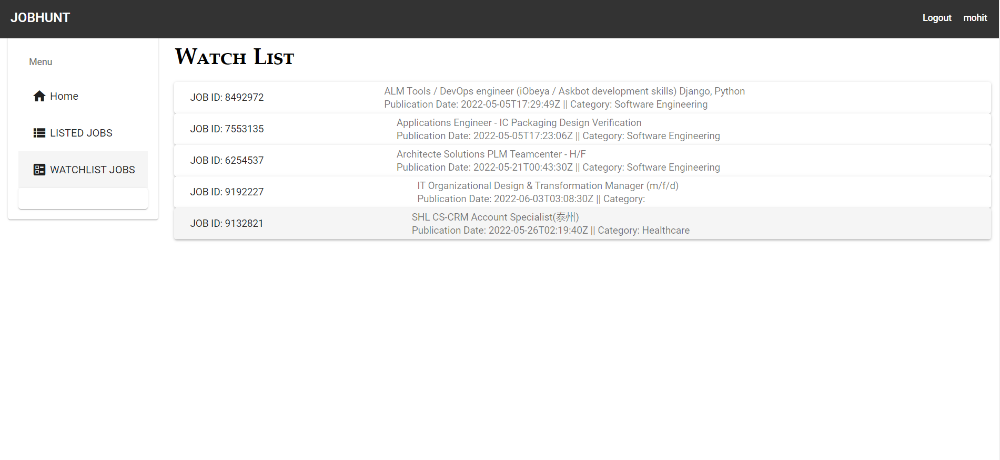 JOBHUNT
Logout
mohit
Menu
Home
LISTED JOBS
WATCHLIST JOBS
Watch List
JOB ID: 8492972
ALM Tools / DevOps engineer (iObeya / Askbot development skills) Django, Python
Publication Date: 2022-05-05T17:29:49Z || Category: Software Engineering
JOB ID: 7553135
Applications Engineer - IC Packaging Design Verification
Publication Date: 2022-05-05T17:23:06Z || Category: Software Engineering
JOB ID: 6254537
Architecte Solutions PLM Teamcenter - H/F
Publication Date: 2022-05-21T00:43:30Z || Category: Software Engineering
JOB ID: 9192227
IT Organizational Design & Transformation Manager (m/f/d)
Publication Date: 2022-06-03T03:08:30Z || Category:
JOB ID: 9132821
SHL CS-CRM Account Specialist(泰州)
Publication Date: 2022-05-26T02:19:40Z || Category: Healthcare